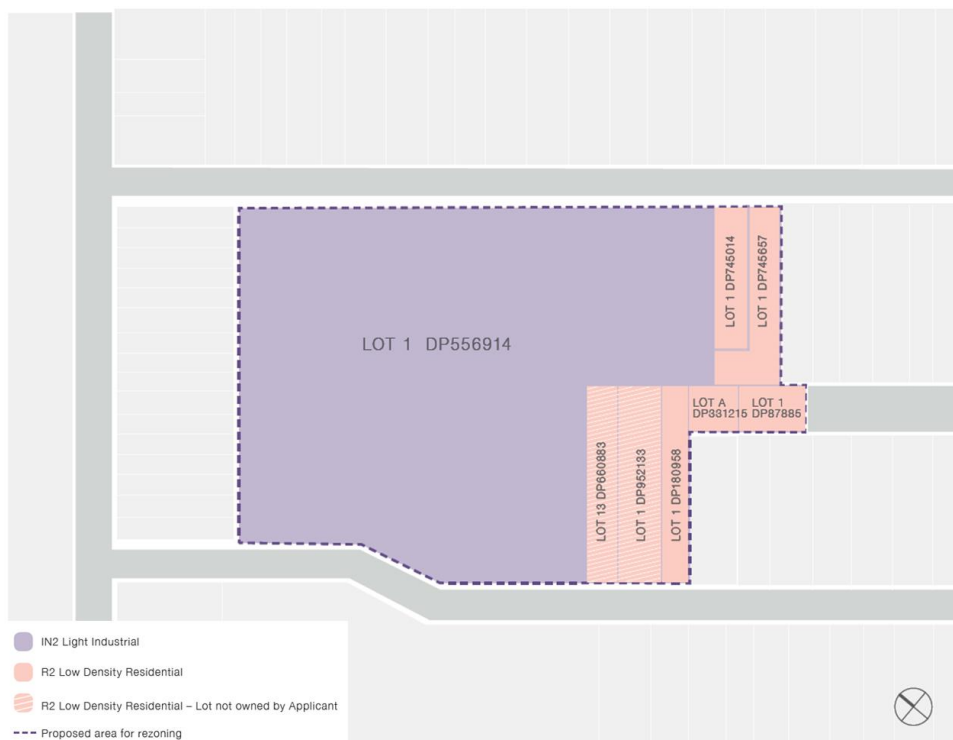 LOT 1 DP745014
LOT 1 DP745657
LOT 1 DP556914
LOT A
DP331215
LOT 1
DP87885
LOT 13 DP660883
LOT 1 DP952133
LOT 1 DP180958
IN2 Light Industrial
R2 Low Density Residential
R2 Low Density Residential – Lot not owned by Applicant
Proposed area for rezoning